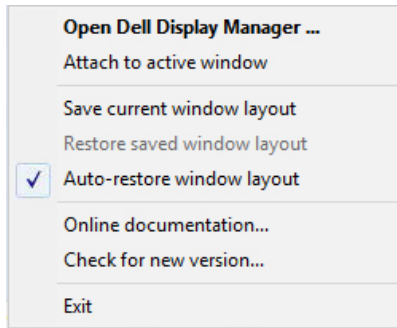 Open Dell Display Manager ...
Attach to active window
Save current window layout
Restore saved window layout
Auto-restore window layout
Online documentation...
Check for new version...
Exit